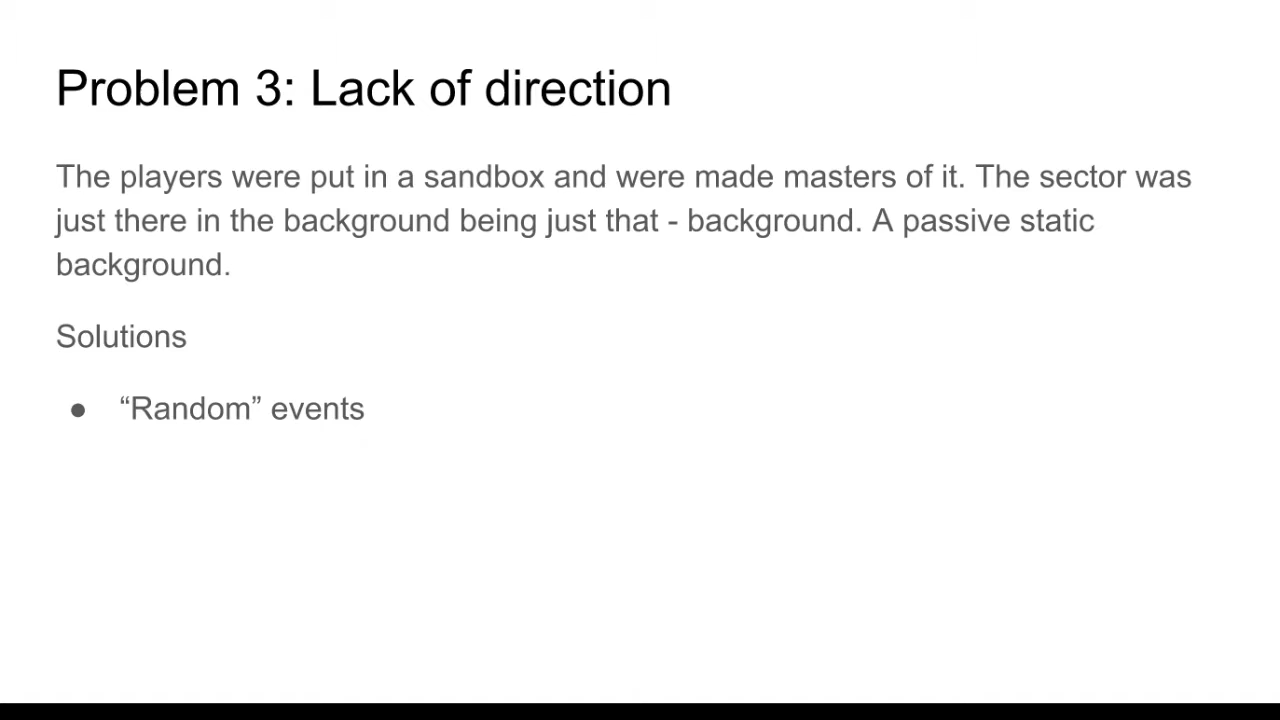 Problem 3: Lack of direction
The players were put in a sandbox and were made masters of it. The sector was
just there in the background being just that - background. A passive static
background.
Solutions
● “Random” events